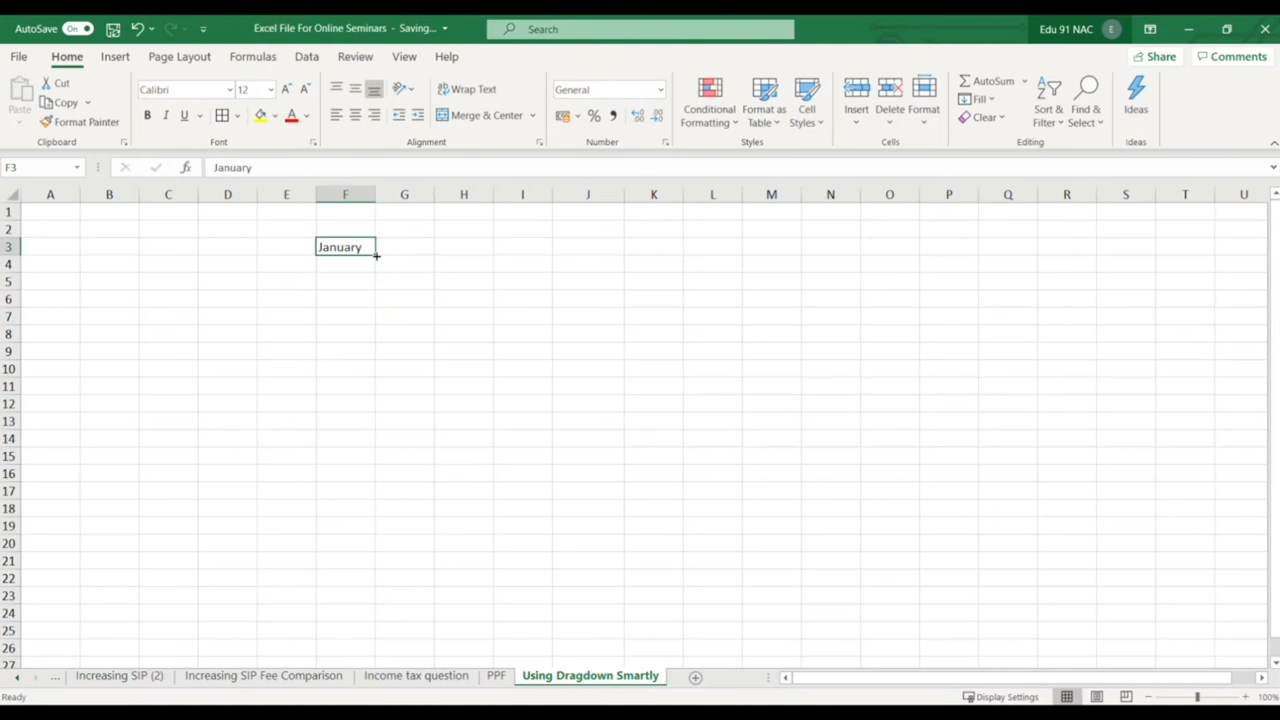 AutoSave On Excel File For Online Seminars - Saving... Search Edu 91 NAC E
File Home Insert Page Layout Formulas Data Review View Help Share Comments
Paste Cut Copy Format Painter
Clipboard
Calibri 12 A A
B I U A
Font
Wrap Text
Merge & Center
Alignment
General
%
Number
Conditional Formatting Format as Table Cell Styles
Styles
Insert Delete Format
Cells
AutoSum
Fill
Clear
Sort & Filter Find & Select
Editing
Ideas
Ideas
F3 fx January
A B C D E F G H I J K L M N O P Q R S T U
1
2
3 January
4
5
6
7
8
9
10
11
12
13
14
15
16
17
18
19
20
21
22
23
24
25
26
27
... Increasing SIP (2) Increasing SIP Fee Comparison Income tax question PPF Using Dragdown Smartly
Ready Display Settings 100%